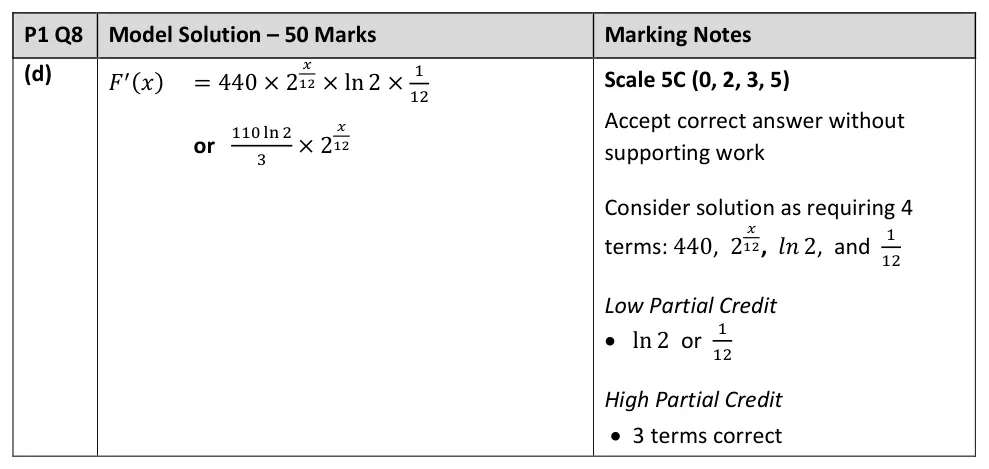 P1 Q8 Model Solution – 50 Marks Marking Notes
(d)
F′(x) = 440 × 2^(x/12) × ln 2 × 1/12
or (110 ln 2)/3 × 2^(x/12)
Scale 5C (0, 2, 3, 5)
Accept correct answer without
supporting work
Consider solution as requiring 4
terms: 440, 2^(x/12), ln 2, and 1/12
Low Partial Credit
• ln 2 or 1/12
High Partial Credit
• 3 terms correct